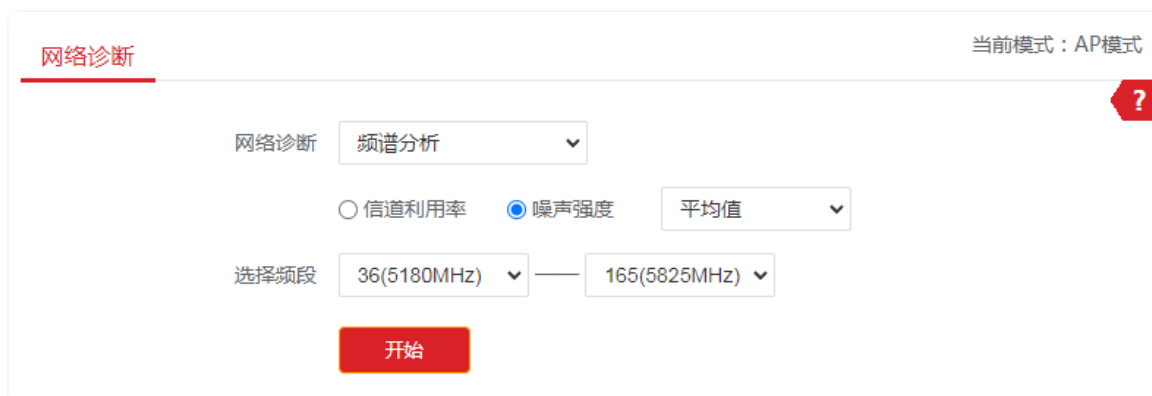 网络诊断
当前模式：AP模式
?
网络诊断 频谱分析
信道利用率 噪声强度 平均值
选择频段 36(5180MHz) —— 165(5825MHz)
开始